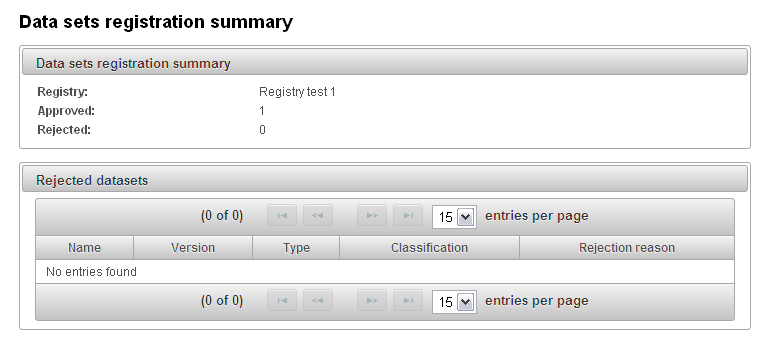 Data sets registration summary
Data sets registration summary
Registry: Registry test 1
Approved: 1
Rejected: 0
Rejected datasets
(0 of 0) 15 entries per page
Name Version Type Classification Rejection reason
No entries found
(0 of 0) 15 entries per page